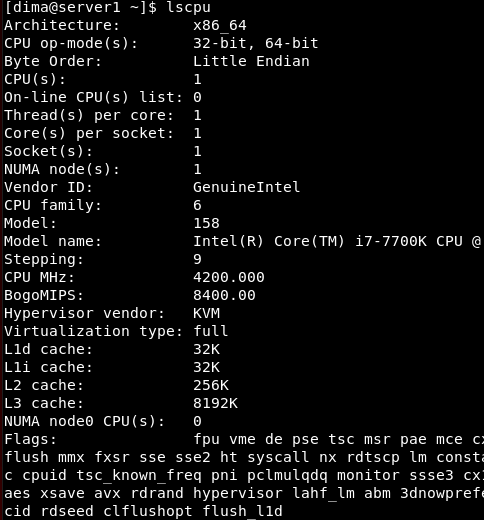 [dima@server1 ~]$ lscpu
Architecture:        x86_64
CPU op-mode(s):      32-bit, 64-bit
Byte Order:          Little Endian
CPU(s):              1
On-line CPU(s) list: 0
Thread(s) per core:  1
Core(s) per socket:  1
Socket(s):           1
NUMA node(s):        1
Vendor ID:           GenuineIntel
CPU family:          6
Model:               158
Model name:          Intel(R) Core(TM) i7-7700K CPU @
Stepping:            9
CPU MHz:             4200.000
BogoMIPS:            8400.00
Hypervisor vendor:   KVM
Virtualization type: full
L1d cache:           32K
L1i cache:           32K
L2 cache:            256K
L3 cache:            8192K
NUMA node0 CPU(s):   0
Flags:               fpu vme de pse tsc msr pae mce cx
flush mmx fxsr sse sse2 ht syscall nx rdtscp lm consta
c cpuid tsc_known_freq pni pclmulqdq monitor ssse3 cx1
aes xsave avx rdrand hypervisor lahf_lm abm 3dnowprefe
cid rdseed clflushopt flush_l1d